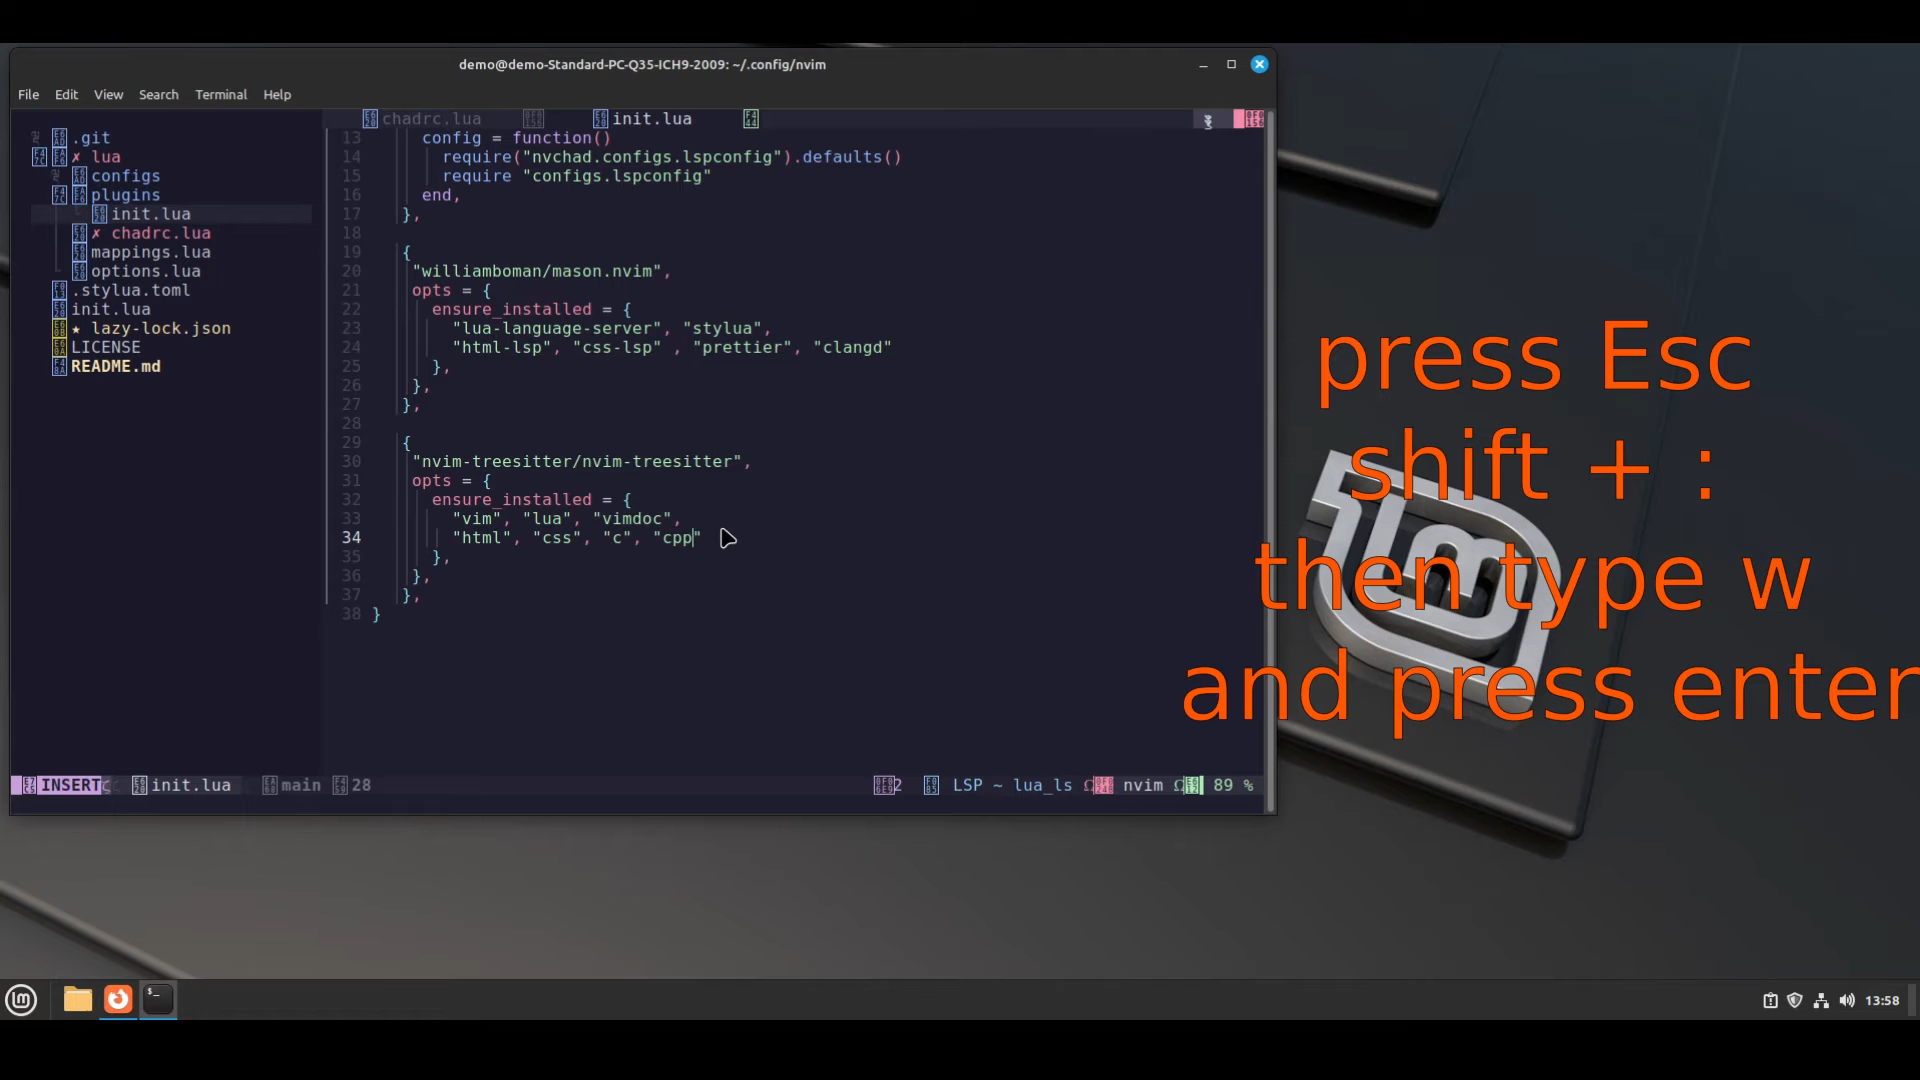 demo@demo-Standard-PC-Q35-ICH9-2009: ~/.config/nvim
File Edit View Search Terminal Help
chadrc.lua init.lua
.git
✗ lua
configs
plugins
init.lua
✗ chadrc.lua
mappings.lua
options.lua
.stylua.toml
init.lua
★ lazy-lock.json
LICENSE
README.md
13 config = function()
14 require("nvchad.configs.lspconfig").defaults()
15 require "configs.lspconfig"
16 end,
17 },
18
19 {
20 "williamboman/mason.nvim",
21 opts = {
22 ensure_installed = {
23 "lua-language-server", "stylua",
24 "html-lsp", "css-lsp" , "prettier", "clangd"
25 },
26 },
27 },
28
29 {
30 "nvim-treesitter/nvim-treesitter",
31 opts = {
32 ensure_installed = {
33 "vim", "lua", "vimdoc",
34 "html", "css", "c", "cpp"
35 },
36 },
37 },
38 }
INSERT init.lua main 28 2 LSP ~ lua_ls nvim 89 %
press Esc
shift + :
then type w
and press enter
13:58